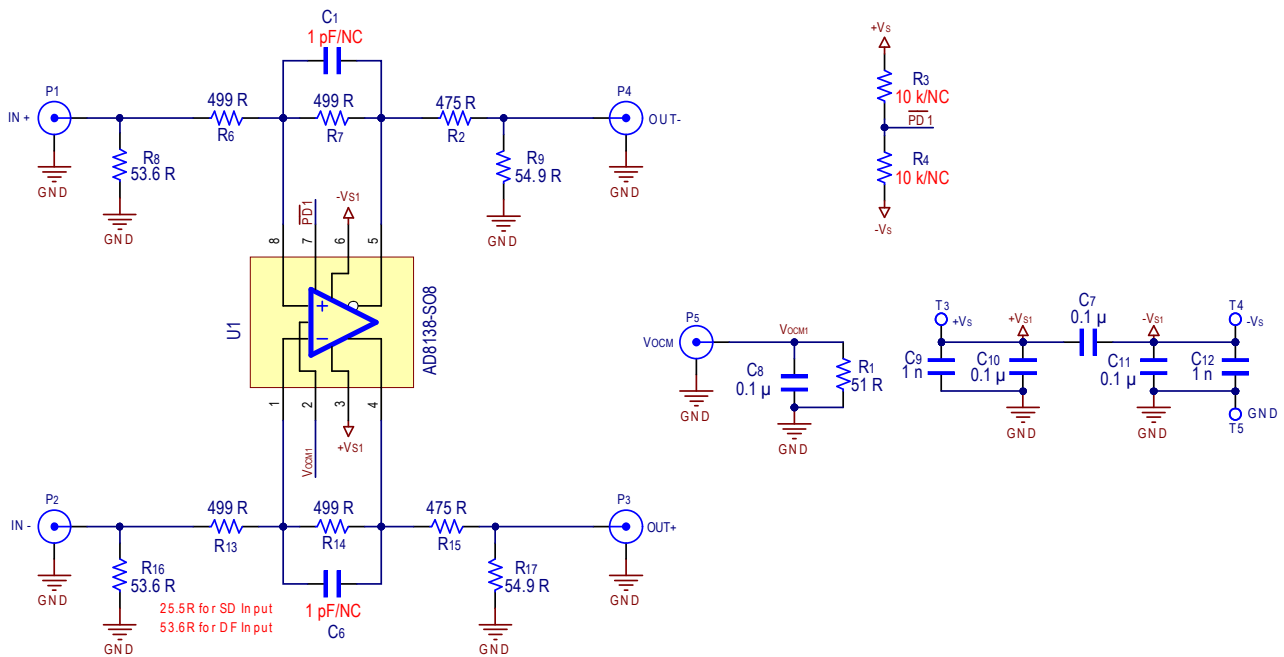 C1
1 pF/NC
P1
IN +
499 R
R6
499 R
R7
475 R
R2
P4
OUT-
R8
53.6 R
R9
54.9 R
GND
GND
GND
GND
+Vs
R3
10 k/NC
PD1
R4
10 k/NC
-Vs
PD1
-VS1
8
7
6
5
U1
AD8138-SO8
1
2
3
4
VOCM1
+VS1
P5
VOCM
VOCM1
C8
0.1 µ
R1
51 R
GND
GND
T3
+Vs
+VS1
C7
0.1 µ
-VS1
T4
-Vs
C9
1 n
C10
0.1 µ
C11
0.1 µ
C12
1 n
GND
GND
GND
T5
P2
IN -
499 R
R13
499 R
R14
475 R
R15
P3
OUT+
R16
53.6 R
R17
54.9 R
GND
GND
GND
GND
25.5R for SD Input
53.6R for DF Input
1 pF/NC
C6